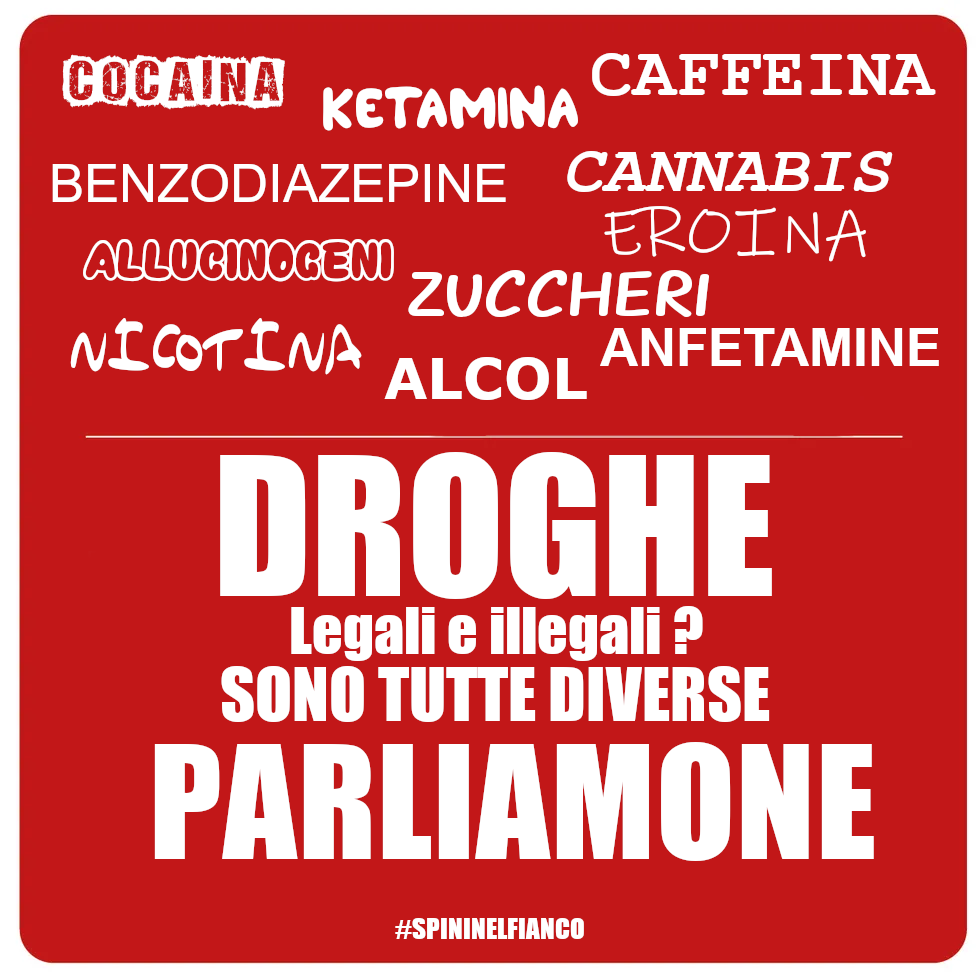 COCAINA
KETAMINA
CAFFEINA
BENZODIAZEPINE
CANNABIS
EROINA
ALLUCINOGENI
ZUCCHERI
NICOTINA
ANFETAMINE
ALCOL
DROGHE
Legali e illegali ?
SONO TUTTE DIVERSE
PARLIAMONE
#SPININELFIANCO